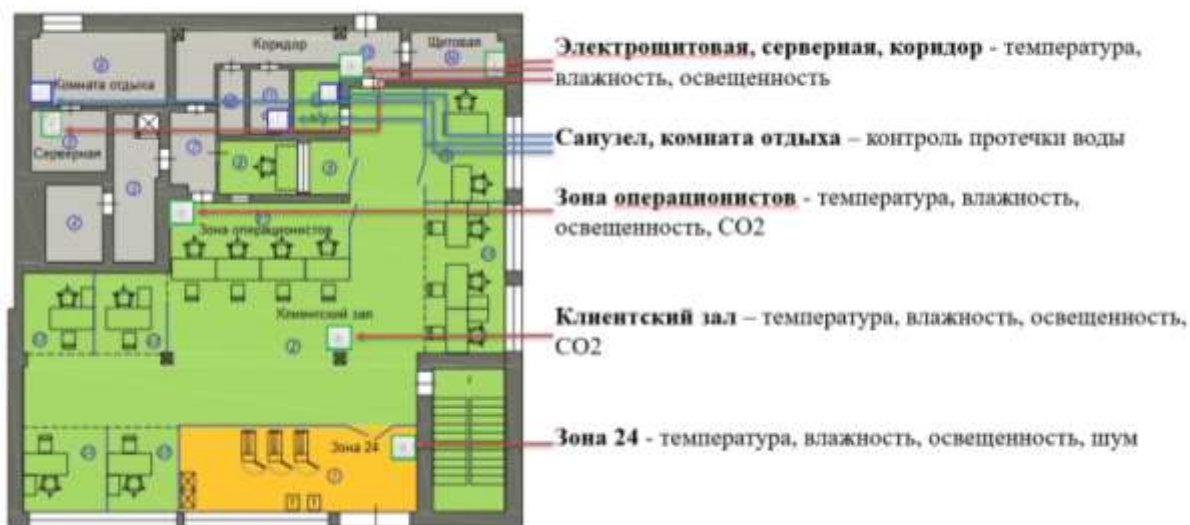 Коридор
Щитовая
Комната отдыха
с/у
Серверная
Зона операционистов
Клиентский зал
Зона 24
Электрощитовая, серверная, коридор - температура,
влажность, освещенность
Санузел, комната отдыха – контроль протечки воды
Зона операционистов - температура, влажность,
освещенность, СО2
Клиентский зал – температура, влажность, освещенность,
СО2
Зона 24 - температура, влажность, освещенность, шум